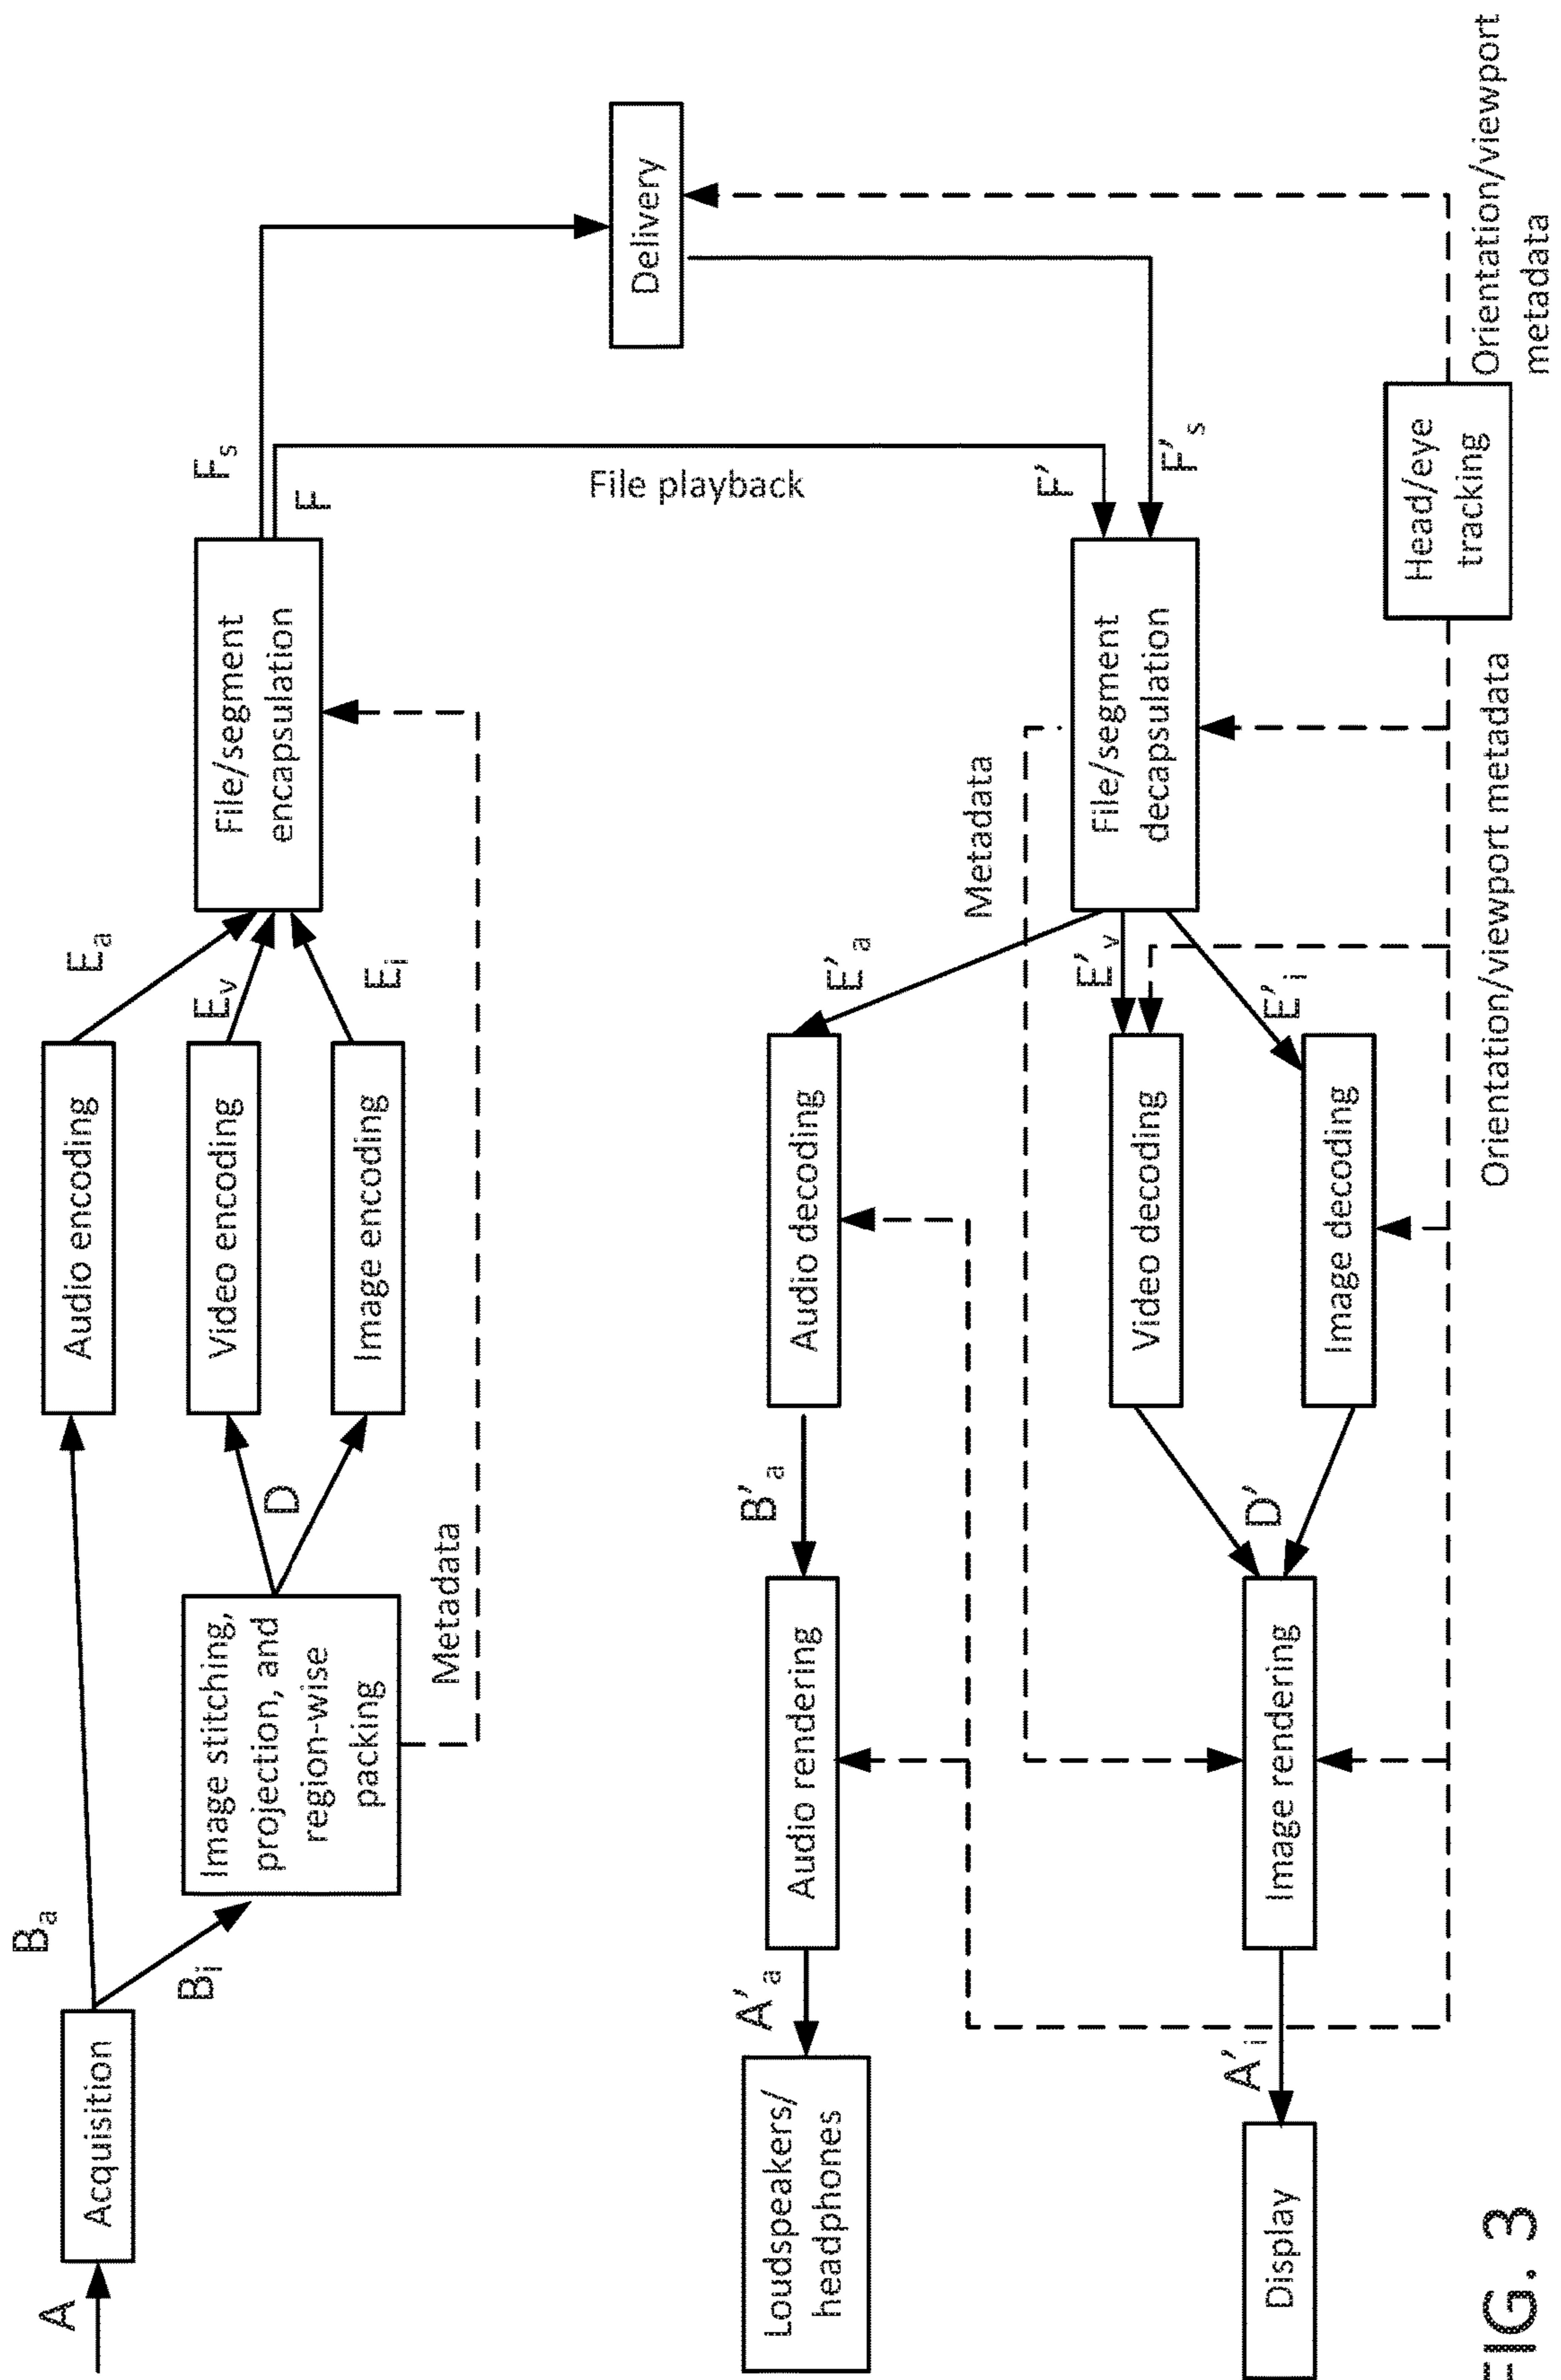 A
Acquisition
Ba
Bi
Image stitching,
projection, and
region-wise
packing
Metadata
D
Audio encoding
Video encoding
Image encoding
Ea
Ev
Ei
File/segment
encapsulation
Fs
F
File playback
Delivery
F'
F's
Orientation/viewport
metadata
Head/eye
tracking
Orientation/viewport metadata
File/segment
decapsulation
Metadata
E'a
E'v
E'i
Audio decoding
Video decoding
Image decoding
B'a
D'
Audio rendering
Image rendering
A'a
A'i
Loudspeakers/
headphones
Display
FIG. 3